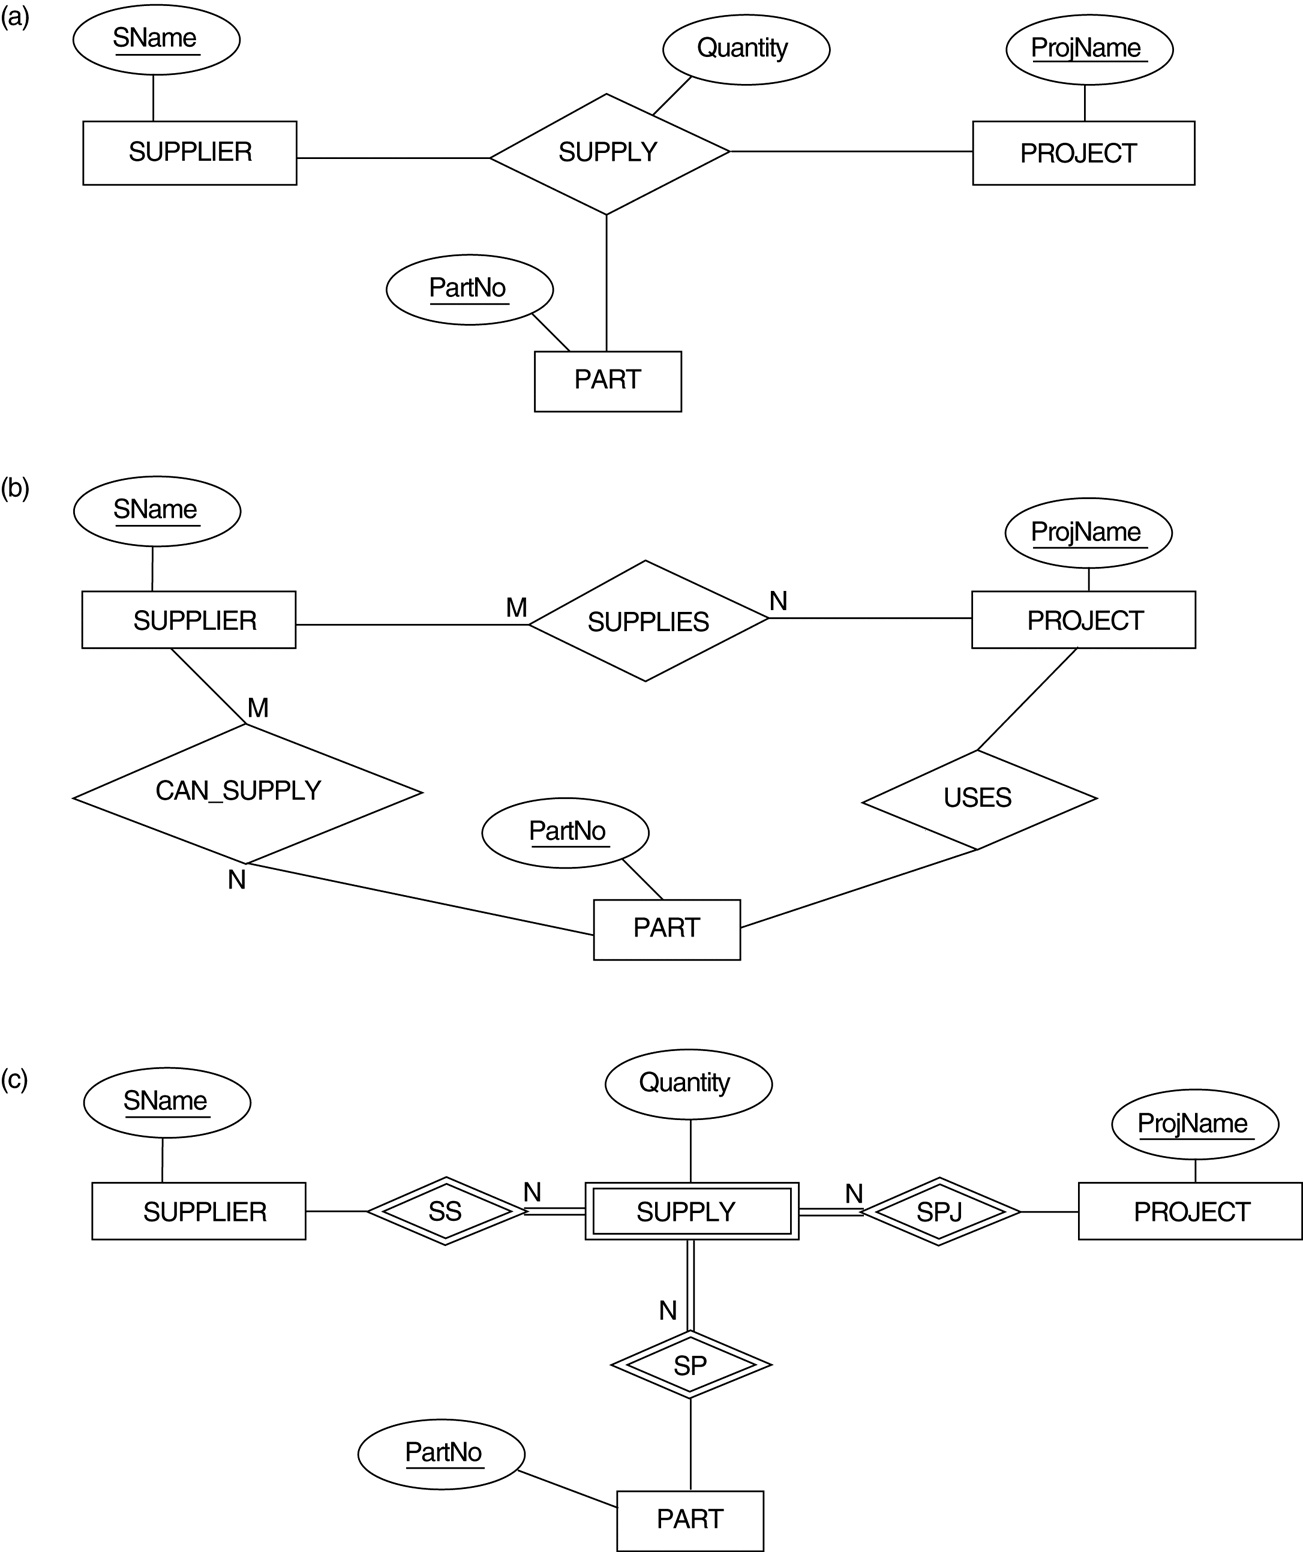 (a)
SName
Quantity
ProjName
SUPPLIER
SUPPLY
PROJECT
PartNo
PART
(b)
SName
ProjName
SUPPLIER
M
SUPPLIES
N
PROJECT
M
CAN_SUPPLY
USES
PartNo
N
PART
(c)
SName
Quantity
ProjName
SUPPLIER
SS
N
SUPPLY
N
SPJ
PROJECT
N
SP
PartNo
PART